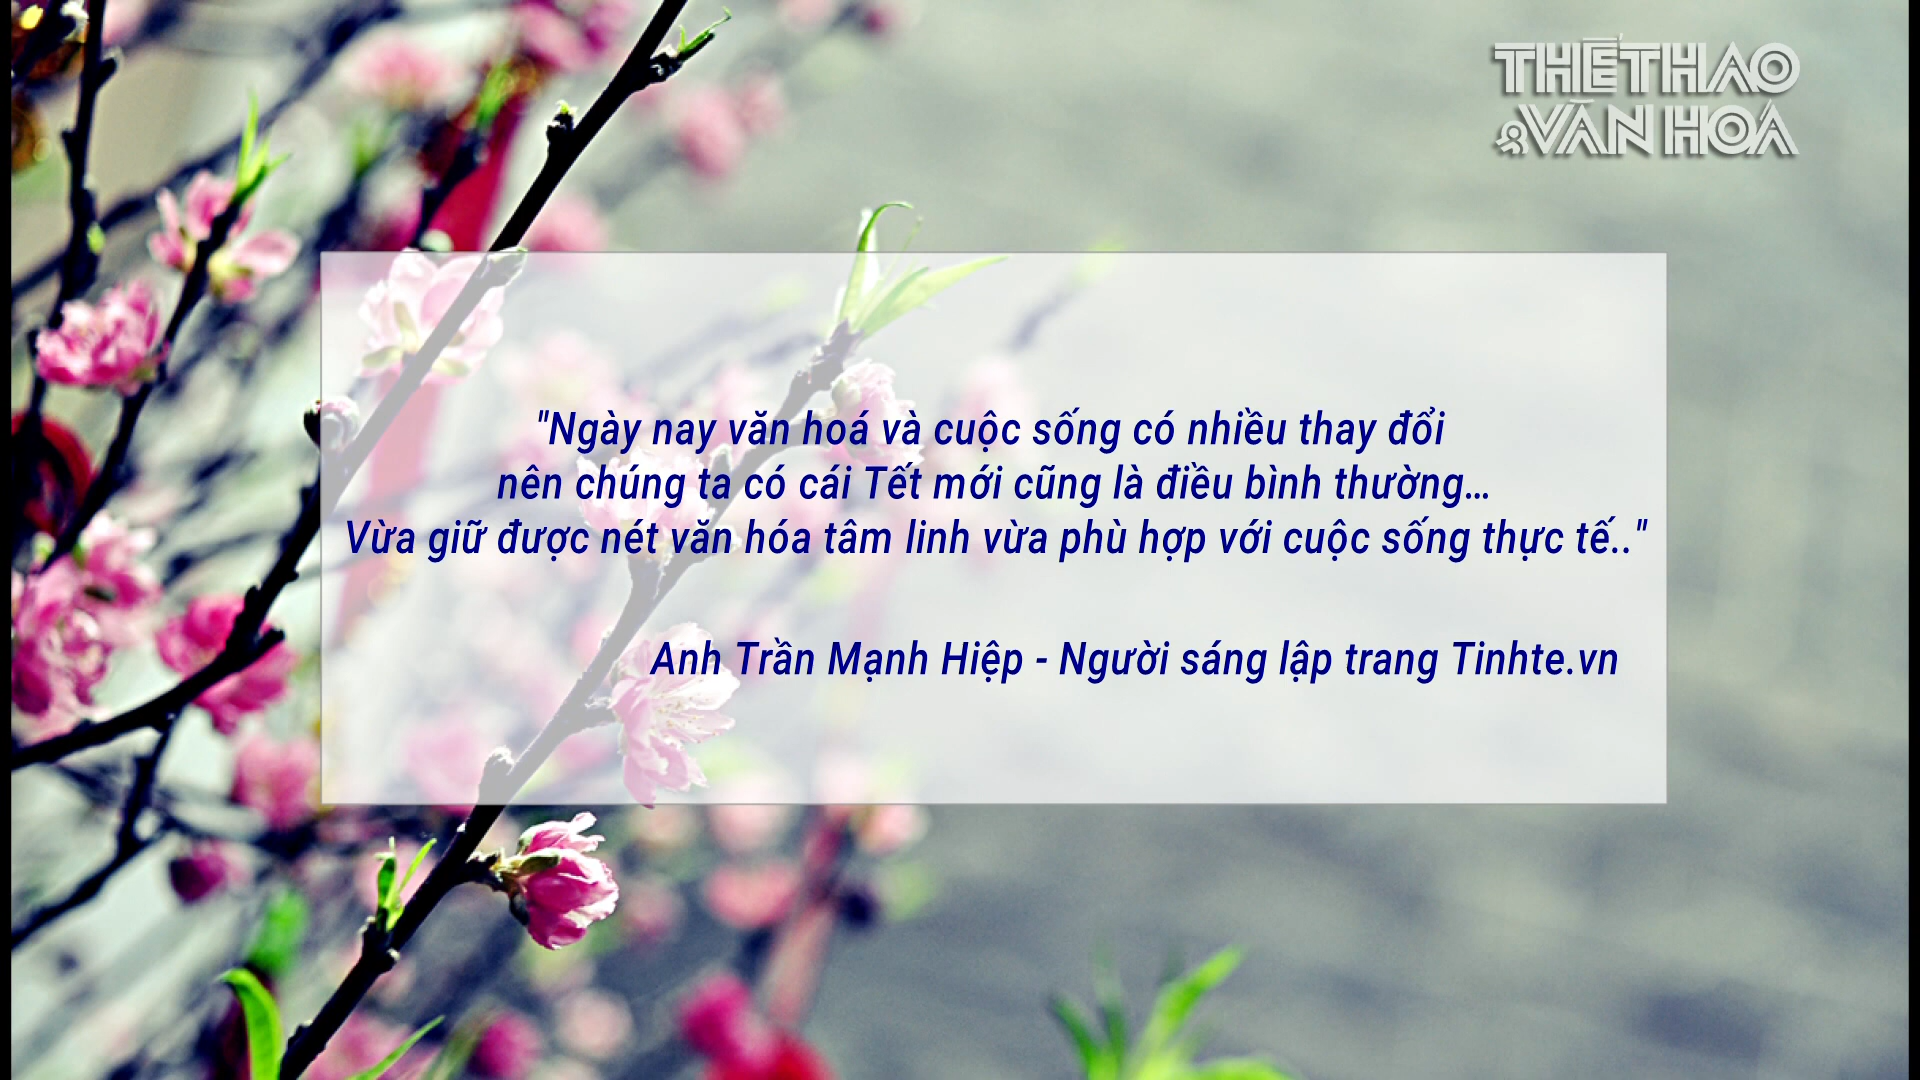 THỂ THAO
& VĂN HOÁ
"Ngày nay văn hoá và cuộc sống có nhiều thay đổi
nên chúng ta có cái Tết mới cũng là điều bình thường...
Vừa giữ được nét văn hóa tâm linh vừa phù hợp với cuộc sống thực tế.."
Anh Trần Mạnh Hiệp - Người sáng lập trang Tinhte.vn